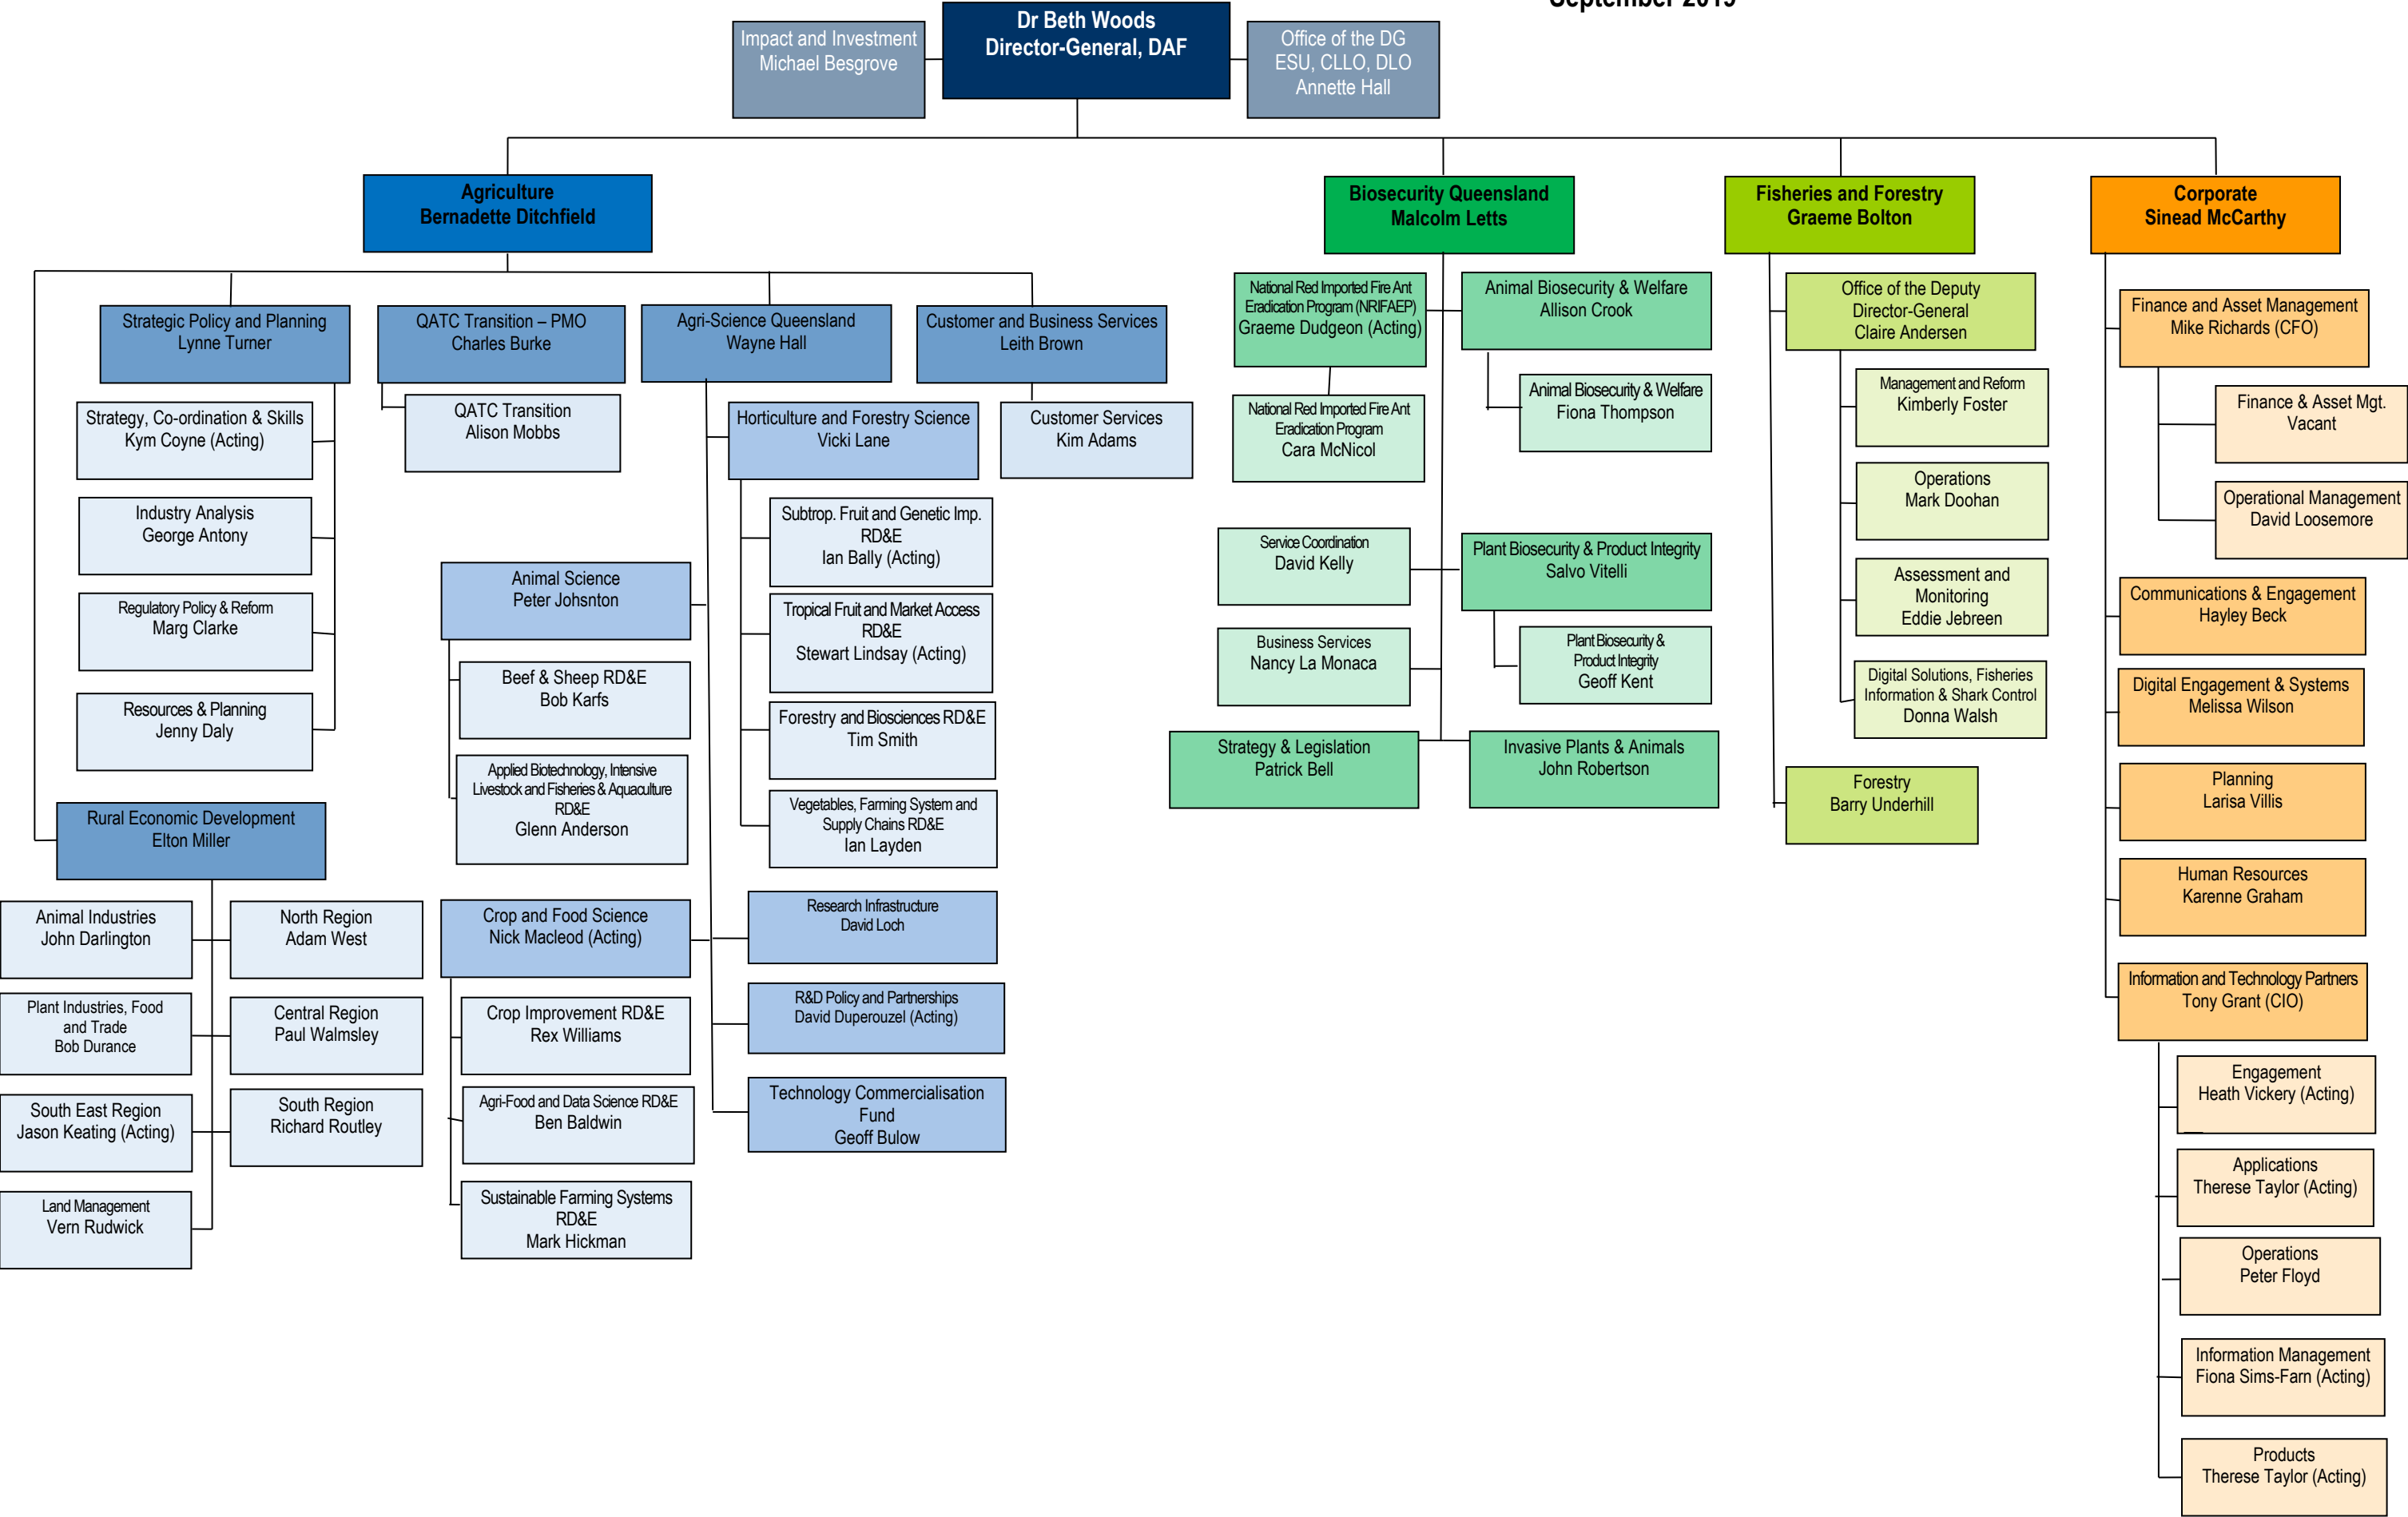 September 2019
Dr Beth Woods
Director-General, DAF
Impact and Investment
Michael Besgrove
Office of the DG
ESU, CLLO, DLO
Annette Hall
Agriculture
Bernadette Ditchfield
Biosecurity Queensland
Malcolm Letts
Fisheries and Forestry
Graeme Bolton
Corporate
Sinead McCarthy
Strategic Policy and Planning
Lynne Turner
QATC Transition – PMO
Charles Burke
Agri-Science Queensland
Wayne Hall
Customer and Business Services
Leith Brown
Strategy, Co-ordination & Skills
Kym Coyne (Acting)
Industry Analysis
George Antony
Regulatory Policy & Reform
Marg Clarke
Resources & Planning
Jenny Daly
QATC Transition
Alison Mobbs
Horticulture and Forestry Science
Vicki Lane
Customer Services
Kim Adams
Subtrop. Fruit and Genetic Imp.
RD&E
Ian Bally (Acting)
Tropical Fruit and Market Access
RD&E
Stewart Lindsay (Acting)
Forestry and Biosciences RD&E
Tim Smith
Vegetables, Farming System and
Supply Chains RD&E
Ian Layden
Animal Science
Peter Johsnton
Beef & Sheep RD&E
Bob Karfs
Applied Biotechnology, Intensive
Livestock and Fisheries & Aquaculture
RD&E
Glenn Anderson
Rural Economic Development
Elton Miller
Animal Industries
John Darlington
North Region
Adam West
Plant Industries, Food
and Trade
Bob Durance
Central Region
Paul Walmsley
South East Region
Jason Keating (Acting)
South Region
Richard Routley
Land Management
Vern Rudwick
Crop and Food Science
Nick Macleod (Acting)
Crop Improvement RD&E
Rex Williams
Agri-Food and Data Science RD&E
Ben Baldwin
Sustainable Farming Systems
RD&E
Mark Hickman
Research Infrastructure
David Loch
R&D Policy and Partnerships
David Duperouzel (Acting)
Technology Commercialisation
Fund
Geoff Bulow
National Red Imported Fire Ant
Eradication Program (NRIFAEP)
Graeme Dudgeon (Acting)
Animal Biosecurity & Welfare
Allison Crook
National Red Imported Fire Ant
Eradication Program
Cara McNicol
Animal Biosecurity & Welfare
Fiona Thompson
Service Coordination
David Kelly
Plant Biosecurity & Product Integrity
Salvo Vitelli
Business Services
Nancy La Monaca
Plant Biosecurity &
Product Integrity
Geoff Kent
Strategy & Legislation
Patrick Bell
Invasive Plants & Animals
John Robertson
Office of the Deputy
Director-General
Claire Andersen
Management and Reform
Kimberly Foster
Operations
Mark Doohan
Assessment and
Monitoring
Eddie Jebreen
Digital Solutions, Fisheries
Information & Shark Control
Donna Walsh
Forestry
Barry Underhill
Finance and Asset Management
Mike Richards (CFO)
Finance & Asset Mgt.
Vacant
Operational Management
David Loosemore
Communications & Engagement
Hayley Beck
Digital Engagement & Systems
Melissa Wilson
Planning
Larisa Villis
Human Resources
Karenne Graham
Information and Technology Partners
Tony Grant (CIO)
Engagement
Heath Vickery (Acting)
Applications
Therese Taylor (Acting)
Operations
Peter Floyd
Information Management
Fiona Sims-Farn (Acting)
Products
Therese Taylor (Acting)